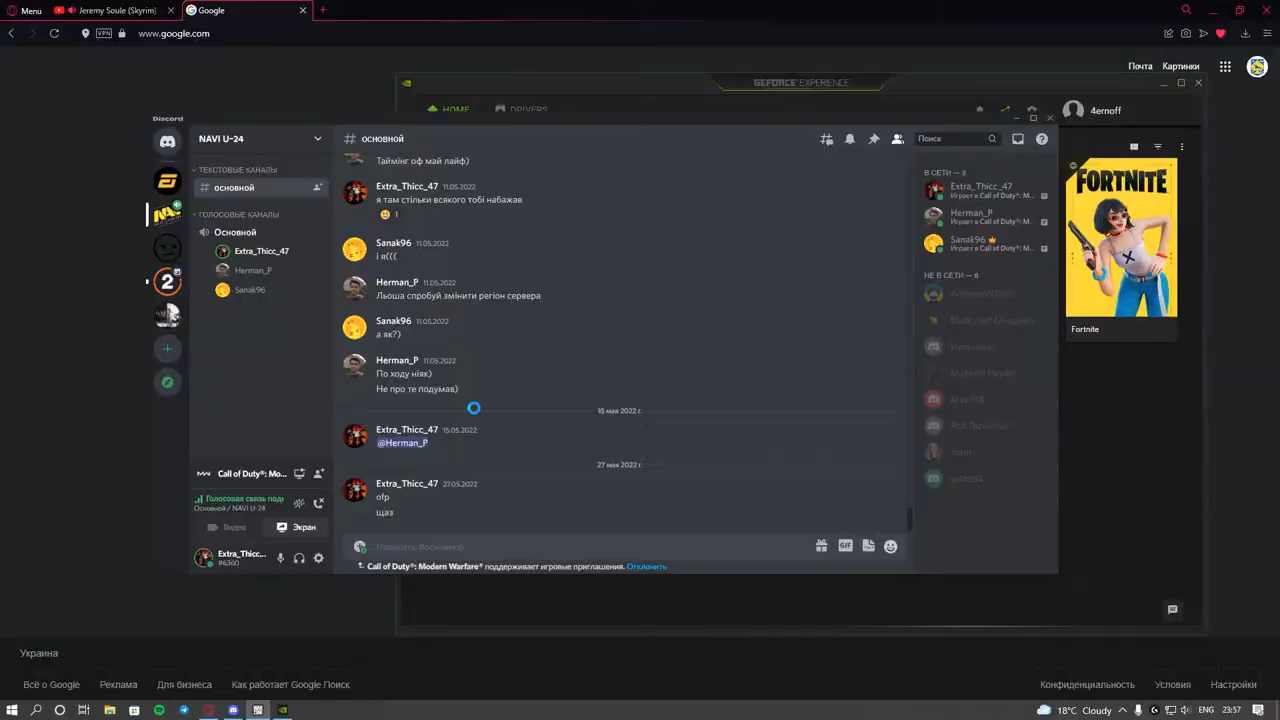 Menu
Jeremy Soule (Skyrim)
Google
VPN
www.google.com
Почта
Картинки
GEFORCE EXPERIENCE
HOME
DRIVERS
4ernoff
Discord
NAVI U-24
основной
Поиск
ТЕКСТОВЫЕ КАНАЛЫ
основной
ГОЛОСОВЫЕ КАНАЛЫ
Основной
Extra_Thicc_47
Herman_P
Sanak96
Таймінг оф май лайф)
Extra_Thicc_47 11.05.2022
я там стільки всякого тобі набажав
1
Sanak96 11.05.2022
і я(((
Herman_P 11.05.2022
Льоша спробуй змінити регіон сервера
Sanak96 11.05.2022
а як?)
Herman_P 11.05.2022
По ходу ніяк)
Не про те подумав)
15 мая 2022 г.
Extra_Thicc_47 15.05.2022
@Herman_P
27 мая 2022 г.
Extra_Thicc_47 27.05.2022
ofp
щаз
Написать #основной
GIF
Call of Duty®: Modern Warfare® поддерживает игровые приглашения. Отклонить
В СЕТИ — 3
Extra_Thicc_47
Играет в Call of Duty®: M...
Herman_P
Играет в Call of Duty®: M...
Sanak96
Играет в Call of Duty®: M...
НЕ В СЕТИ — 6
FORTNITE
Fortnite
Call of Duty®: Mo...
Голосовая связь подк
Основной / NAVI U-24
Видео
Экран
Extra_Thicc...
#6360
Украина
Всё о Google
Реклама
Для бизнеса
Как работает Google Поиск
Конфиденциальность
Условия
Настройки
18°C Cloudy
ENG
23:57